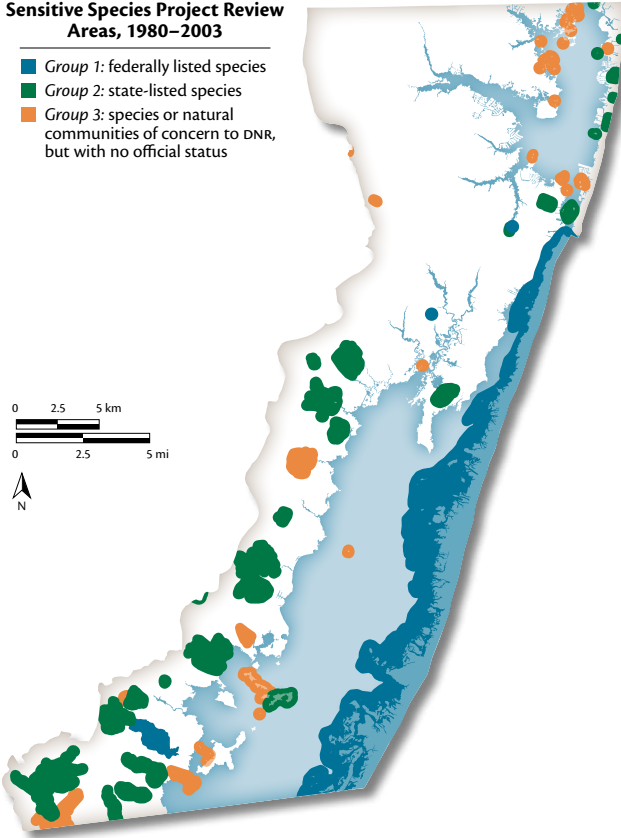 Sensitive Species Project Review
Areas, 1980–2003
Group 1: federally listed species
Group 2: state-listed species
Group 3: species or natural
communities of concern to DNR,
but with no official status
0 2.5 5 km
0 2.5 5 mi
N